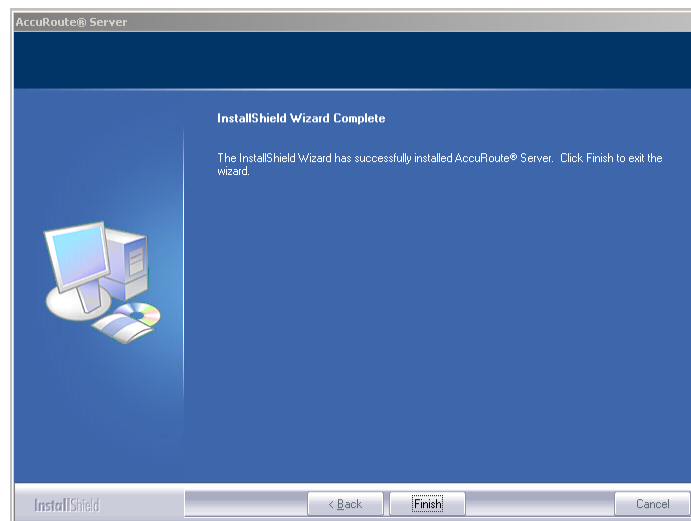 AccuRoute® Server
InstallShield Wizard Complete
The InstallShield Wizard has successfully installed AccuRoute® Server. Click Finish to exit the
wizard.
InstallShield
< Back
Finish
Cancel